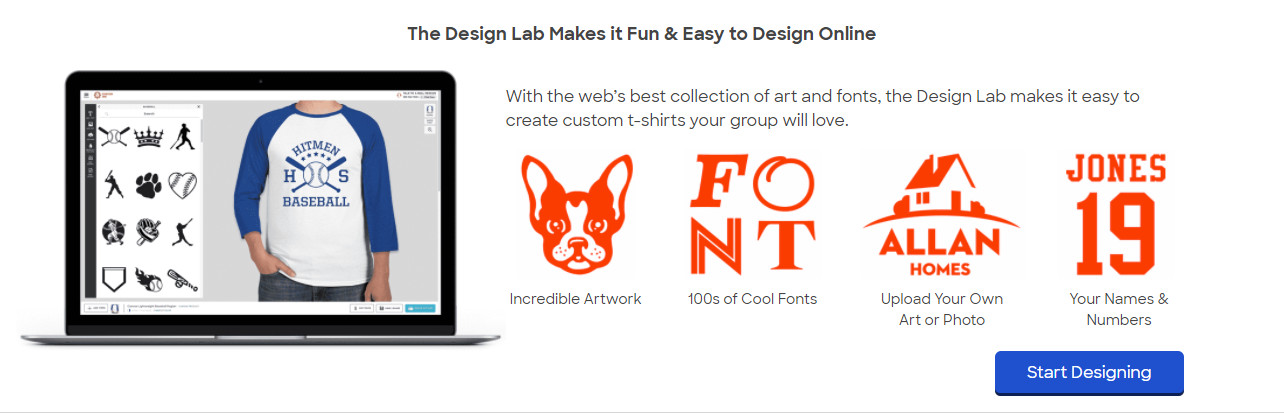 The Design Lab Makes it Fun & Easy to Design Online
BASEBALL
Search
HITMEN
H S
BASEBALL
With the web's best collection of art and fonts, the Design Lab makes it easy to
create custom t-shirts your group will love.
FONT
ALLAN
HOMES
JONES
19
Incredible Artwork
100s of Cool Fonts
Upload Your Own
Art or Photo
Your Names &
Numbers
Start Designing